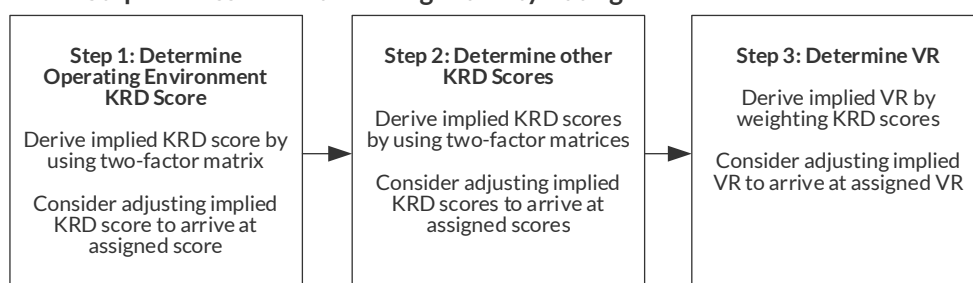 Step 1: Determine
Operating Environment
KRD Score
Derive implied KRD score by
using two-factor matrix
Consider adjusting implied
KRD score to arrive at
assigned score
Step 2: Determine other
KRD Scores
Derive implied KRD scores
by using two-factor matrices
Consider adjusting implied
KRD scores to arrive at
assigned scores
Step 3: Determine VR
Derive implied VR by
weighting KRD scores
Consider adjusting implied
VR to arrive at assigned VR